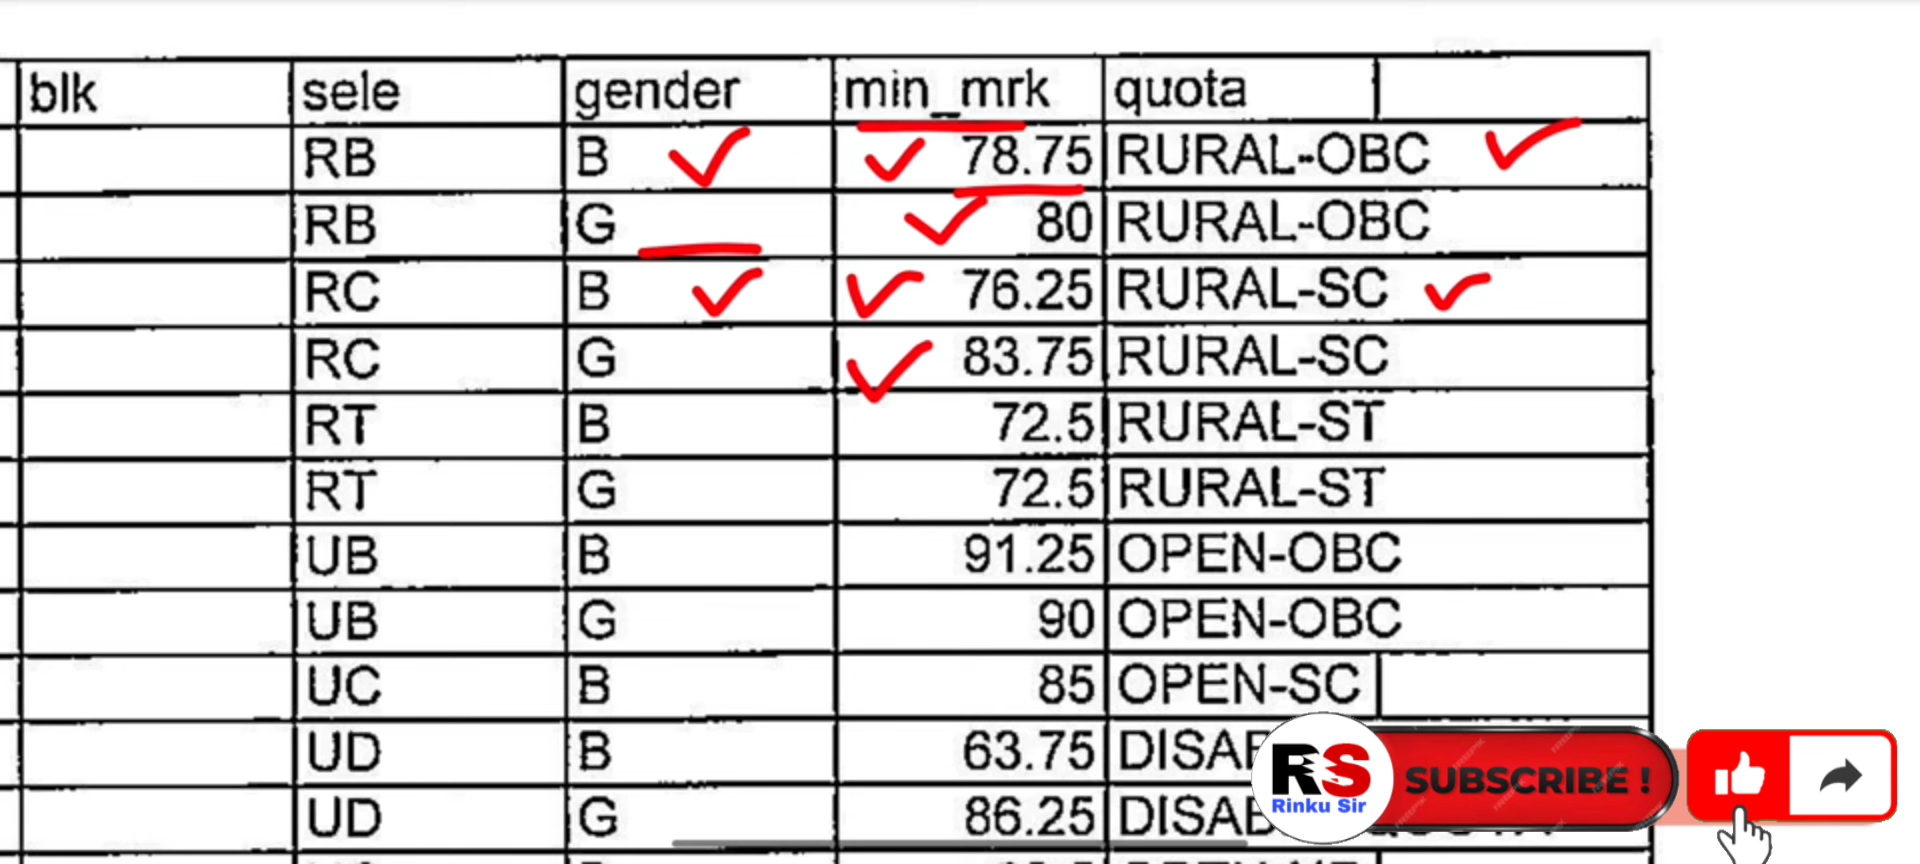 blk sele gender min_mrk quota
RB B 78.75 RURAL-OBC
RB G 80 RURAL-OBC
RC B 76.25 RURAL-SC
RC G 83.75 RURAL-SC
RT B 72.5 RURAL-ST
RT G 72.5 RURAL-ST
UB B 91.25 OPEN-OBC
UB G 90 OPEN-OBC
UC B 85 OPEN-SC
UD B 63.75
UD G 86.25
RS
Rinku Sir
SUBSCRIBE !